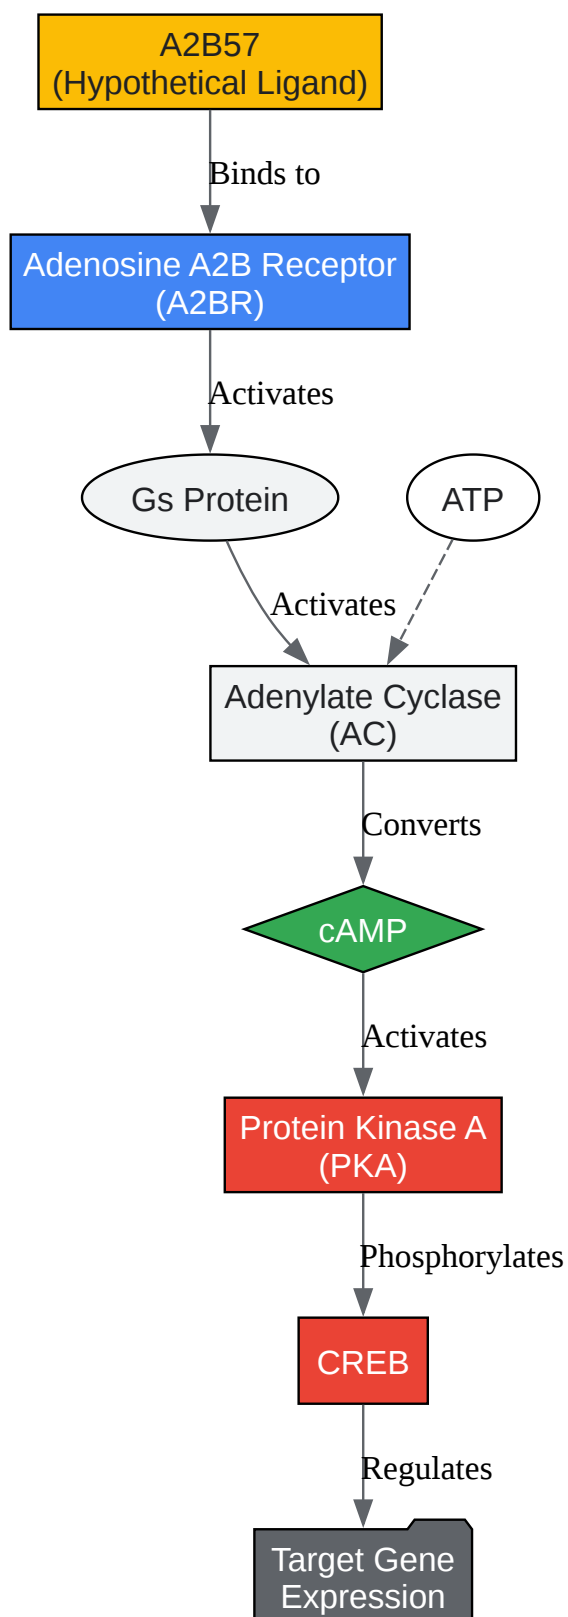 A2B57
(Hypothetical Ligand)
Binds to
Adenosine A2B Receptor
(A2BR)
Activates
Gs Protein
ATP
Activates
Adenylate Cyclase
(AC)
Converts
cAMP
Activates
Protein Kinase A
(PKA)
Phosphorylates
CREB
Regulates
Target Gene
Expression